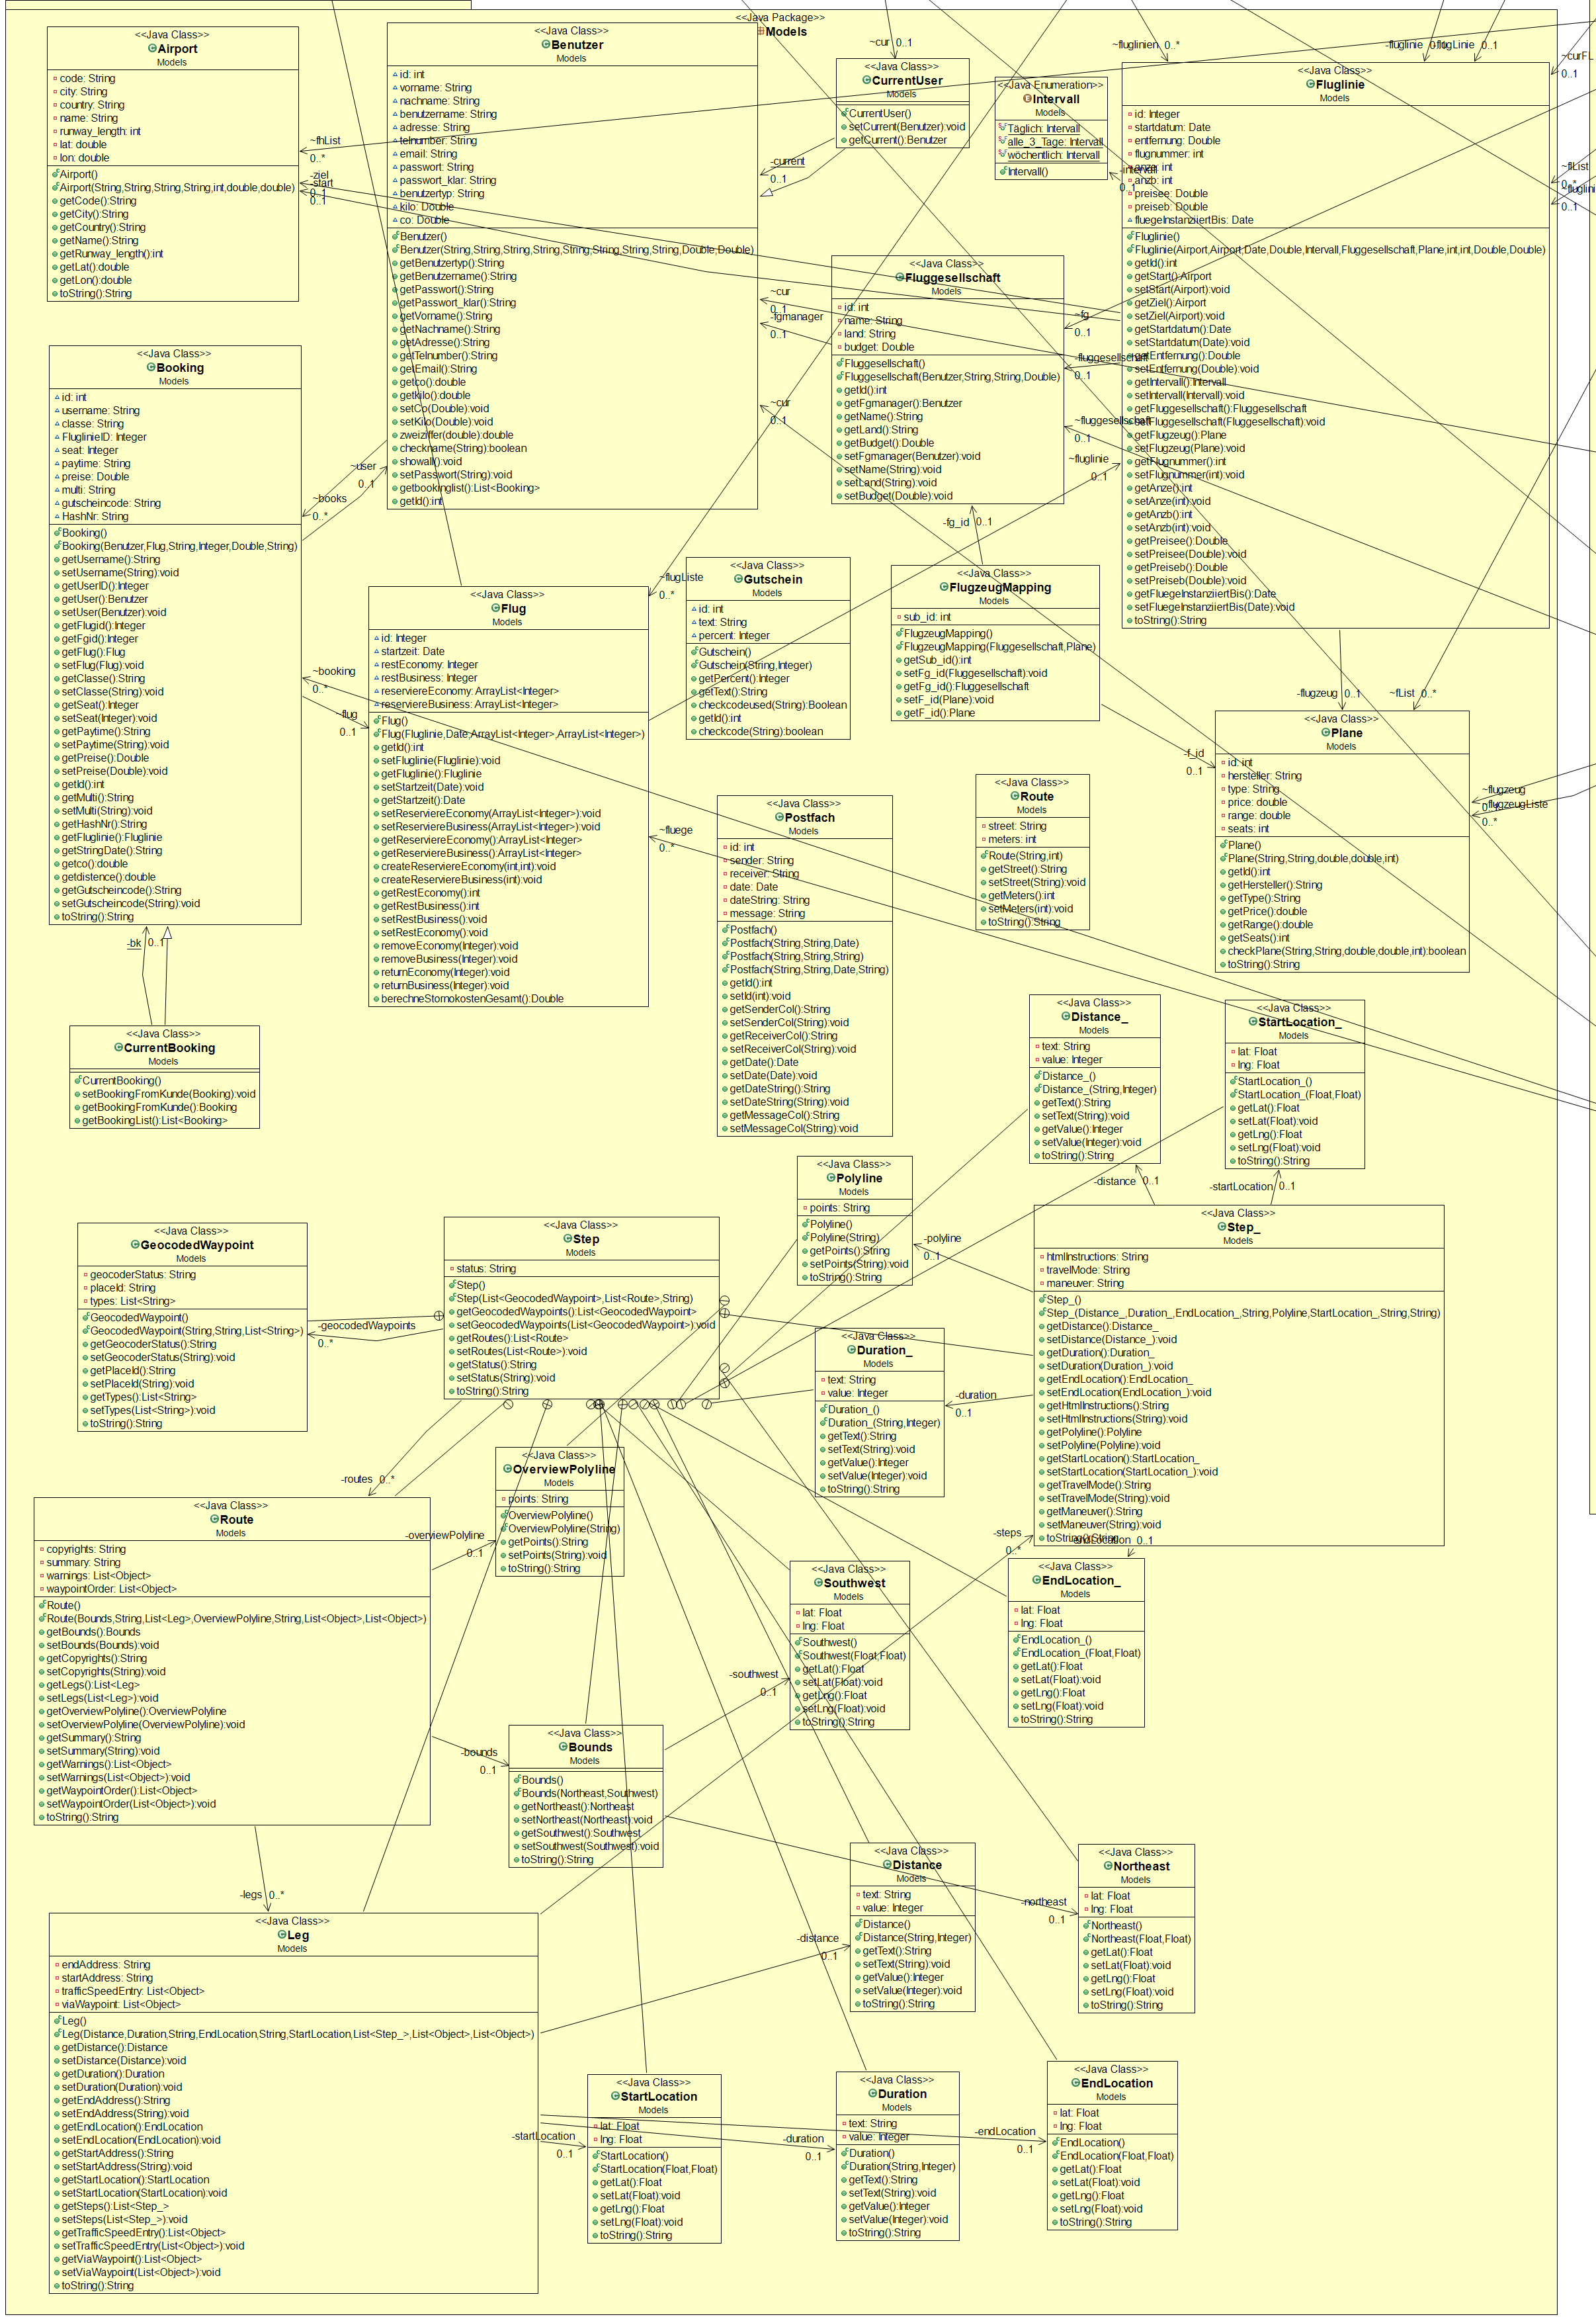 <<Java Package>>
Models
<<Java Class>>
Airport
Models
code: String
city: String
country: String
name: String
runway_length: int
lat: double
lon: double
Airport()
Airport(String,String,String,String,int,double,double)
getCode():String
getCity():String
getCountry():String
getName():String
getRunway_length():int
getLat():double
getLon():double
toString():String
<<Java Class>>
Benutzer
Models
id: int
vorname: String
nachname: String
benutzername: String
adresse: String
telnumber: String
email: String
passwort: String
passwort_klar: String
benutzertyp: String
kilo: Double
co: Double
Benutzer()
Benutzer(String,String,String,String,String,String,String,String,Double,Double)
getBenutzertyp():String
getBenutzername():String
getPasswort():String
getPasswort_klar():String
getVorname():String
getNachname():String
getAdresse():String
getTelnumber():String
getEmail():String
getco():double
getkilo():double
setCo(Double):void
setKilo(Double):void
zweiziffer(double):double
checkname(String):boolean
showall():void
setPasswort(String):void
getbookinglist():List<Booking>
getId():int
~cur 0..1
<<Java Class>>
CurrentUser
Models
CurrentUser()
setCurrent(Benutzer):void
getCurrent():Benutzer
<<Java Enumeration>>
Intervall
Models
Täglich: Intervall
alle_3_Tage: Intervall
wöchentlich: Intervall
Intervall()
~fluglinien 0..*
-fluglinie
0..1
~curFL
0..1
<<Java Class>>
Fluglinie
Models
id: Integer
startdatum: Date
entfernung: Double
flugnummer: int
anze: int
anzb: int
preisee: Double
preiseb: Double
fluegeInstanziiertBis: Date
Fluglinie()
Fluglinie(Airport,Airport,Date,Double,Intervall,Fluggesellschaft,Plane,int,int,Double,Double)
getId():int
getStart():Airport
setStart(Airport):void
getZiel():Airport
setZiel(Airport):void
getStartdatum():Date
setStartdatum(Date):void
getEntfernung():Double
setEntfernung(Double):void
getIntervall():Intervall
setIntervall(Intervall):void
getFluggesellschaft():Fluggesellschaft
setFluggesellschaft(Fluggesellschaft):void
getFlugzeug():Plane
setFlugzeug(Plane):void
getFlugnummer():int
setFlugnummer(int):void
getAnze():int
setAnze(int):void
getAnzb():int
setAnzb(int):void
getPreisee():Double
setPreisee(Double):void
getPreiseb():Double
setPreiseb(Double):void
getFluegeInstanziiertBis():Date
setFluegeInstanziiertBis(Date):void
toString():String
~fhList
0..*
-ziel
-start
0..1
0..1
-current
0..1
~cur
0..1
-fgmanager
0..1
~cur
0..1
-intervall
0..1
~flList
0..*
0..1
<<Java Class>>
Fluggesellschaft
Models
id: int
name: String
land: String
budget: Double
Fluggesellschaft()
Fluggesellschaft(Benutzer,String,String,Double)
getId():int
getFgmanager():Benutzer
getName():String
getLand():String
getBudget():Double
setFgmanager(Benutzer):void
setName(String):void
setLand(String):void
setBudget(Double):void
~fg
0..1
-fluggesellschaft
0..1
~fluggesellschaft
0..1
~fluglinie
0..1
-fg_id 0..1
<<Java Class>>
Booking
Models
id: int
username: String
classe: String
FluglinieID: Integer
seat: Integer
paytime: String
preise: Double
multi: String
gutscheincode: String
HashNr: String
Booking()
Booking(Benutzer,Flug,String,Integer,Double,String)
getUsername():String
setUsername(String):void
getUserID():Integer
getUser():Benutzer
setUser(Benutzer):void
getFlugid():Integer
getFgid():Integer
getFlug():Flug
setFlug(Flug):void
getClasse():String
setClasse(String):void
getSeat():Integer
setSeat(Integer):void
getPaytime():String
setPaytime(String):void
getPreise():Double
setPreise(Double):void
getId():int
getMulti():String
setMulti(String):void
getHashNr():String
getFluglinie():Fluglinie
getStringDate():String
getco():double
getdistence():double
getGutscheincode():String
setGutscheincode(String):void
toString():String
~user
0..1
~books
0..*
~booking
0..*
-flug
0..1
-bk 0..1
<<Java Class>>
CurrentBooking
Models
CurrentBooking()
setBookingFromKunde(Booking):void
getBookingFromKunde():Booking
getBookingList():List<Booking>
<<Java Class>>
Flug
Models
id: Integer
startzeit: Date
restEconomy: Integer
restBusiness: Integer
reserviereEconomy: ArrayList<Integer>
reserviereBusiness: ArrayList<Integer>
Flug()
Flug(Fluglinie,Date,ArrayList<Integer>,ArrayList<Integer>)
getId():int
setFluglinie(Fluglinie):void
getFluglinie():Fluglinie
setStartzeit(Date):void
getStartzeit():Date
setReserviereEconomy(ArrayList<Integer>):void
setReserviereBusiness(ArrayList<Integer>):void
getReserviereEconomy():ArrayList<Integer>
getReserviereBusiness():ArrayList<Integer>
createReserviereEconomy(int,int):void
createReserviereBusiness(int):void
getRestEconomy():int
getRestBusiness():int
setRestBusiness():void
setRestEconomy():void
removeEconomy(Integer):void
removeBusiness(Integer):void
returnEconomy(Integer):void
returnBusiness(Integer):void
berechneStornokostenGesamt():Double
~flugListe
0..*
~fluege
0..*
<<Java Class>>
Gutschein
Models
id: int
text: String
percent: Integer
Gutschein()
Gutschein(String,Integer)
getPercent():Integer
getText():String
checkcodeused(String):Boolean
getId():int
checkcode(String):boolean
<<Java Class>>
FlugzeugMapping
Models
sub_id: int
FlugzeugMapping()
FlugzeugMapping(Fluggesellschaft,Plane)
getSub_id():int
setFg_id(Fluggesellschaft):void
getFg_id():Fluggesellschaft
setF_id(Plane):void
getF_id():Plane
-f_id
0..1
-flugzeug 0..1
~fList 0..*
<<Java Class>>
Plane
Models
id: int
hersteller: String
type: String
price: double
range: double
seats: int
Plane()
Plane(String,String,double,double,int)
getId():int
getHersteller():String
getType():String
getPrice():double
getRange():double
getSeats():int
checkPlane(String,String,double,double,int):boolean
toString():String
~flugzeug
~flugzeugListe
0..*
<<Java Class>>
Postfach
Models
id: int
sender: String
receiver: String
date: Date
dateString: String
message: String
Postfach()
Postfach(String,String,Date)
Postfach(String,String,String)
Postfach(String,String,Date,String)
getId():int
setId(int):void
getSenderCol():String
setSenderCol(String):void
getReceiverCol():String
setReceiverCol(String):void
getDate():Date
setDate(Date):void
getDateString():String
setDateString(String):void
getMessageCol():String
setMessageCol(String):void
<<Java Class>>
Route
Models
street: String
meters: int
Route(String,int)
getStreet():String
setStreet(String):void
getMeters():int
setMeters(int):void
toString():String
<<Java Class>>
Distance_
Models
text: String
value: Integer
Distance_()
Distance_(String,Integer)
getText():String
setText(String):void
getValue():Integer
setValue(Integer):void
toString():String
<<Java Class>>
StartLocation_
Models
lat: Float
lng: Float
StartLocation_()
StartLocation_(Float,Float)
getLat():Float
setLat(Float):void
getLng():Float
setLng(Float):void
toString():String
-distance 0..1
-startLocation 0..1
<<Java Class>>
Polyline
Models
points: String
Polyline()
Polyline(String)
getPoints():String
setPoints(String):void
toString():String
-polyline
0..1
<<Java Class>>
Step_
Models
htmlInstructions: String
travelMode: String
maneuver: String
Step_()
Step_(Distance_,Duration_,EndLocation_,String,Polyline,StartLocation_,String,String)
getDistance():Distance_
setDistance(Distance_):void
getDuration():Duration_
setDuration(Duration_):void
getEndLocation():EndLocation_
setEndLocation(EndLocation_):void
getHtmlInstructions():String
setHtmlInstructions(String):void
getPolyline():Polyline
setPolyline(Polyline):void
getStartLocation():StartLocation_
setStartLocation(StartLocation_):void
getTravelMode():String
setTravelMode(String):void
getManeuver():String
setManeuver(String):void
toString():String
-endLocation 0..1
<<Java Class>>
GeocodedWaypoint
Models
geocoderStatus: String
placeId: String
types: List<String>
GeocodedWaypoint()
GeocodedWaypoint(String,String,List<String>)
getGeocoderStatus():String
setGeocoderStatus(String):void
getPlaceId():String
setPlaceId(String):void
getTypes():List<String>
setTypes(List<String>):void
toString():String
-geocodedWaypoints
0..*
<<Java Class>>
Step
Models
status: String
Step()
Step(List<GeocodedWaypoint>,List<Route>,String)
getGeocodedWaypoints():List<GeocodedWaypoint>
setGeocodedWaypoints(List<GeocodedWaypoint>):void
getRoutes():List<Route>
setRoutes(List<Route>):void
getStatus():String
setStatus(String):void
toString():String
<<Java Class>>
Duration_
Models
text: String
value: Integer
Duration_()
Duration_(String,Integer)
getText():String
setText(String):void
getValue():Integer
setValue(Integer):void
toString():String
-duration
0..1
-routes 0..*
<<Java Class>>
OverviewPolyline
Models
points: String
OverviewPolyline()
OverviewPolyline(String)
getPoints():String
setPoints(String):void
toString():String
-overviewPolyline
0..1
-steps
0..*
<<Java Class>>
Route
Models
copyrights: String
summary: String
warnings: List<Object>
waypointOrder: List<Object>
Route()
Route(Bounds,String,List<Leg>,OverviewPolyline,String,List<Object>,List<Object>)
getBounds():Bounds
setBounds(Bounds):void
getCopyrights():String
setCopyrights(String):void
getLegs():List<Leg>
setLegs(List<Leg>):void
getOverviewPolyline():OverviewPolyline
setOverviewPolyline(OverviewPolyline):void
getSummary():String
setSummary(String):void
getWarnings():List<Object>
setWarnings(List<Object>):void
getWaypointOrder():List<Object>
setWaypointOrder(List<Object>):void
toString():String
<<Java Class>>
Southwest
Models
lat: Float
lng: Float
Southwest()
Southwest(Float,Float)
getLat():Float
setLat(Float):void
getLng():Float
setLng(Float):void
toString():String
-southwest
0..1
<<Java Class>>
EndLocation_
Models
lat: Float
lng: Float
EndLocation_()
EndLocation_(Float,Float)
getLat():Float
setLat(Float):void
getLng():Float
setLng(Float):void
toString():String
-bounds
0..1
<<Java Class>>
Bounds
Models
Bounds()
Bounds(Northeast,Southwest)
getNortheast():Northeast
setNortheast(Northeast):void
getSouthwest():Southwest
setSouthwest(Southwest):void
toString():String
-legs 0..*
<<Java Class>>
Distance
Models
text: String
value: Integer
Distance()
Distance(String,Integer)
getText():String
setText(String):void
getValue():Integer
setValue(Integer):void
toString():String
-distance
0..1
<<Java Class>>
Northeast
Models
lat: Float
lng: Float
Northeast()
Northeast(Float,Float)
getLat():Float
setLat(Float):void
getLng():Float
setLng(Float):void
toString():String
-northeast
0..1
<<Java Class>>
Leg
Models
endAddress: String
startAddress: String
trafficSpeedEntry: List<Object>
viaWaypoint: List<Object>
Leg()
Leg(Distance,Duration,String,EndLocation,String,StartLocation,List<Step_>,List<Object>,List<Object>)
getDistance():Distance
setDistance(Distance):void
getDuration():Duration
setDuration(Duration):void
getEndAddress():String
setEndAddress(String):void
getEndLocation():EndLocation
setEndLocation(EndLocation):void
getStartAddress():String
setStartAddress(String):void
getStartLocation():StartLocation
setStartLocation(StartLocation):void
getSteps():List<Step_>
setSteps(List<Step_>):void
getTrafficSpeedEntry():List<Object>
setTrafficSpeedEntry(List<Object>):void
getViaWaypoint():List<Object>
setViaWaypoint(List<Object>):void
toString():String
-startLocation
0..1
<<Java Class>>
StartLocation
Models
lat: Float
lng: Float
StartLocation()
StartLocation(Float,Float)
getLat():Float
setLat(Float):void
getLng():Float
setLng(Float):void
toString():String
-duration
0..1
<<Java Class>>
Duration
Models
text: String
value: Integer
Duration()
Duration(String,Integer)
getText():String
setText(String):void
getValue():Integer
setValue(Integer):void
toString():String
-endLocation
0..1
<<Java Class>>
EndLocation
Models
lat: Float
lng: Float
EndLocation()
EndLocation(Float,Float)
getLat():Float
setLat(Float):void
getLng():Float
setLng(Float):void
toString():String